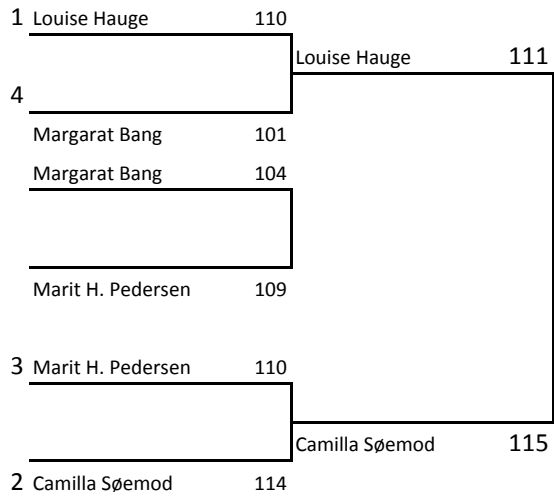 1 Louise Hauge 110
Louise Hauge 111
4
Margarat Bang 101
Margarat Bang 104
Marit H. Pedersen 109
3 Marit H. Pedersen 110
Camilla Søemod 115
2 Camilla Søemod 114